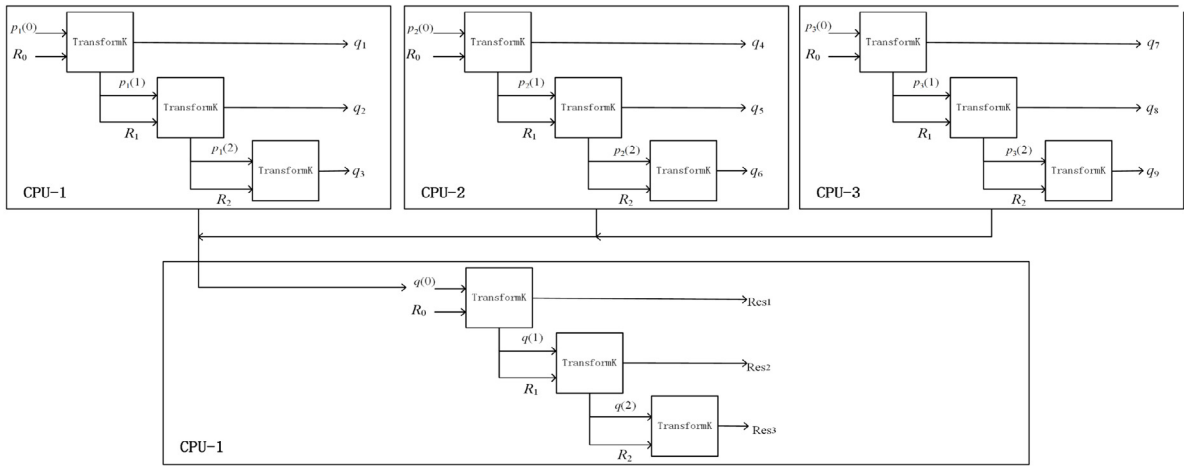 p₁(0)
R₀
TransformK
q₁
p₁(1)
R₁
TransformK
q₂
p₁(2)
R₂
TransformK
q₃
CPU-1
p₂(0)
R₀
TransformK
q₄
p₂(1)
R₁
TransformK
q₅
p₂(2)
R₂
TransformK
q₆
CPU-2
p₃(0)
R₀
TransformK
q₇
p₃(1)
R₁
TransformK
q₈
p₃(2)
R₂
TransformK
q₉
CPU-3
q(0)
R₀
TransformK
Res1
q(1)
R₁
TransformK
Res2
q(2)
R₂
TransformK
Res3
CPU-1